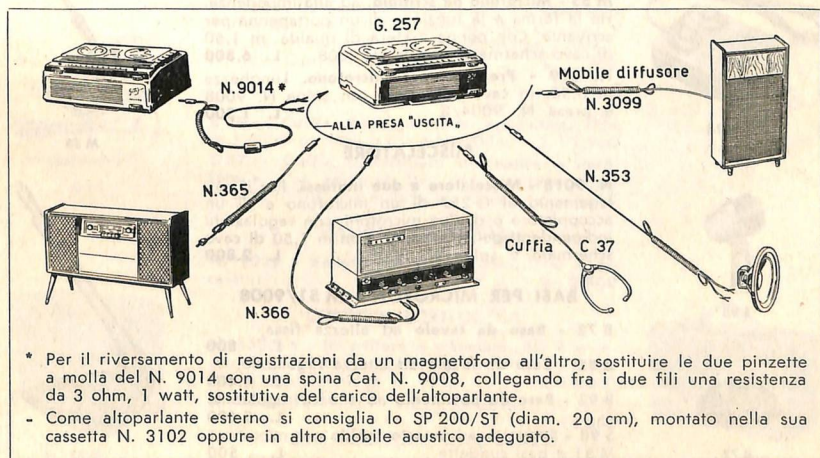 G. 257
N.9014 *
Mobile diffusore
N.3099
ALLA PRESA "USCITA„
N.365
N.353
Cuffia C 37
N.366
* Per il riversamento di registrazioni da un magnetofono all'altro, sostituire le due pinzette
a molla del N. 9014 con una spina Cat. N. 9008, collegando fra i due fili una resistenza
da 3 ohm, 1 watt, sostitutiva del carico dell'altoparlante.
- Come altoparlante esterno si consiglia lo SP 200/ST (diam. 20 cm), montato nella sua
cassetta N. 3102 oppure in altro mobile acustico adeguato.